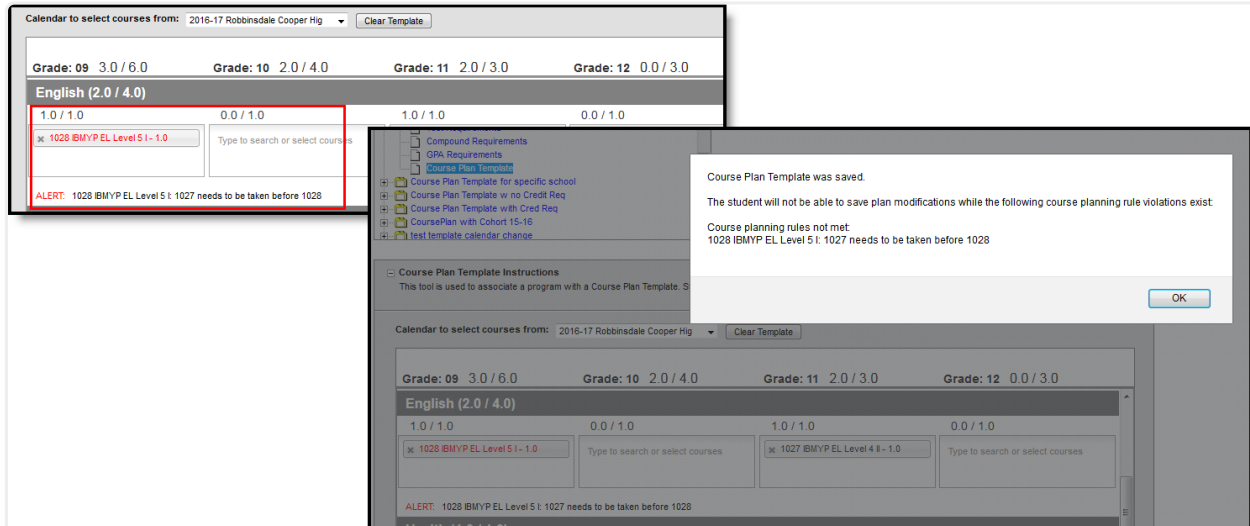 Calendar to select courses from: 2016-17 Robbinsdale Cooper Hig Clear Template
Grade: 09 3.0 / 6.0 Grade: 10 2.0 / 4.0 Grade: 11 2.0 / 3.0 Grade: 12 0.0 / 3.0
English (2.0 / 4.0)
1.0 / 1.0 0.0 / 1.0 1.0 / 1.0 0.0 / 1.0
1028 IBMYP EL Level 5 I - 1.0 Type to search or select courses
ALERT: 1028 IBMYP EL Level 5 I: 1027 needs to be taken before 1028
Compound Requirements
GPA Requirements
Course Plan Template
Course Plan Template for specific school
Course Plan Template w no Credit Req
Course Plan Template with Cred Req
CoursePlan with Cohort 15-16
test template calendar change
Course Plan Template was saved.
The student will not be able to save plan modifications while the following course planning rule violations exist:
Course planning rules not met:
1028 IBMYP EL Level 5 I: 1027 needs to be taken before 1028
OK
Course Plan Template Instructions
This tool is used to associate a program with a Course Plan Template. S
Calendar to select courses from: 2016-17 Robbinsdale Cooper Hig Clear Template
Grade: 09 3.0 / 6.0 Grade: 10 2.0 / 4.0 Grade: 11 2.0 / 3.0 Grade: 12 0.0 / 3.0
English (2.0 / 4.0)
1.0 / 1.0 0.0 / 1.0 1.0 / 1.0 0.0 / 1.0
1028 IBMYP EL Level 5 I - 1.0 Type to search or select courses 1027 IBMYP EL Level 4 II - 1.0 Type to search or select courses
ALERT: 1028 IBMYP EL Level 5 I: 1027 needs to be taken before 1028